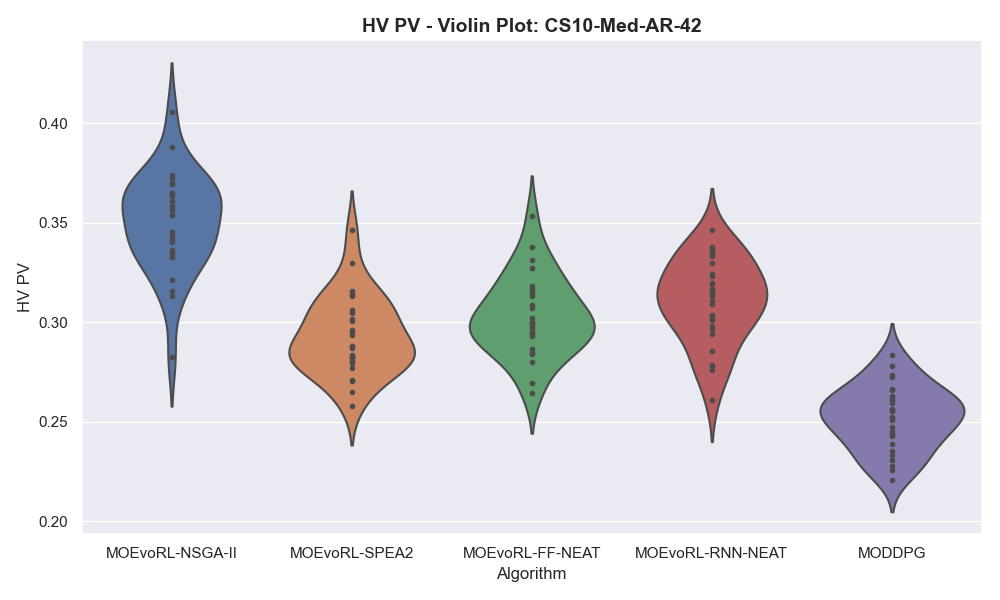 HV PV - Violin Plot: CS10-Med-AR-42
HV PV
0.40
0.35
0.30
0.25
0.20
MOEvoRL-NSGA-II
MOEvoRL-SPEA2
MOEvoRL-FF-NEAT
MOEvoRL-RNN-NEAT
MODDPG
Algorithm